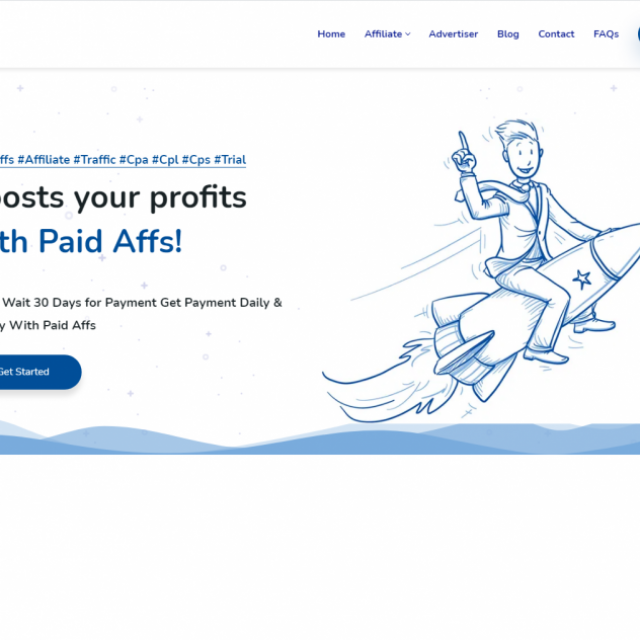 Home Affiliate Advertiser Blog Contact FAQs
ffs #Affiliate #Traffic #Cpa #Cpl #Cps #Trial
osts your profits
th Paid Affs!
Wait 30 Days for Payment Get Payment Daily &
y With Paid Affs
Get Started